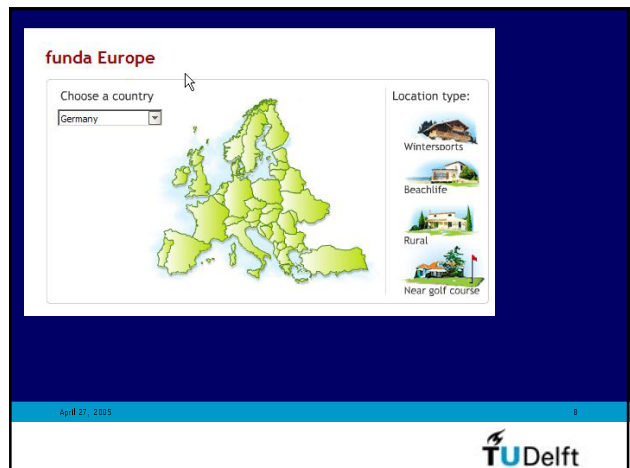 funda Europe
Choose a country
Germany
Location type:
Wintersports
Beachlife
Rural
Near golf course
April 27, 2005
8
TUDelft